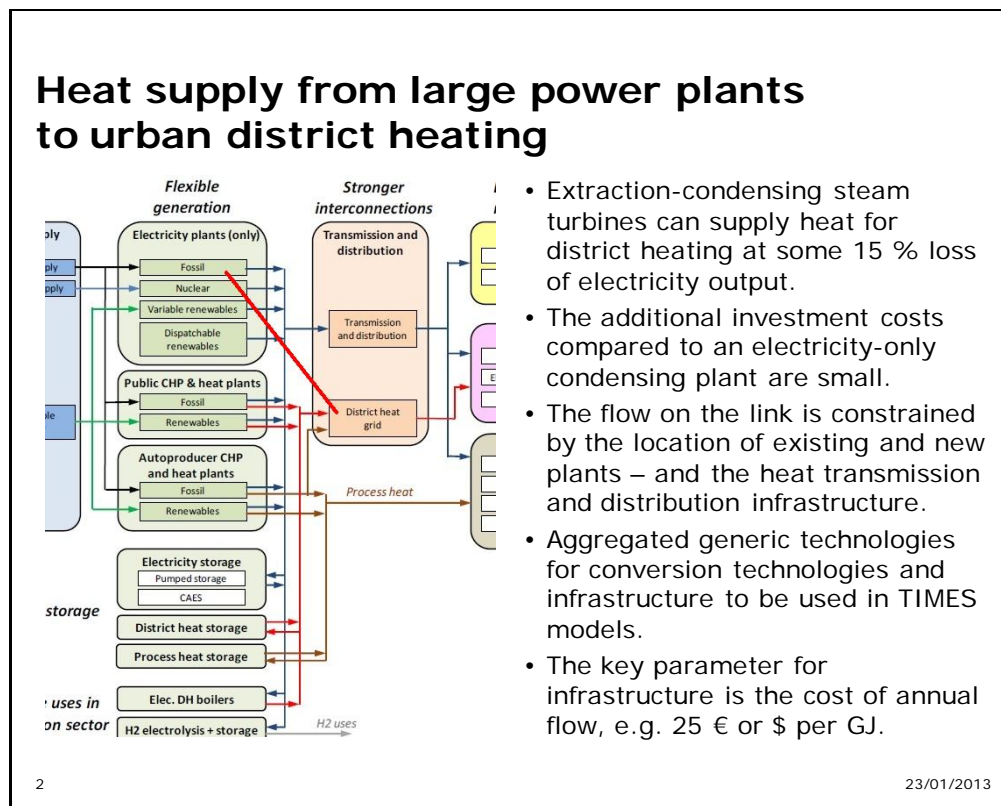 Heat supply from large power plants
to urban district heating
Flexible
generation
Stronger
interconnections
ply
ply
pply
ble
storage
e uses in
on sector
Electricity plants (only)
Fossil
Nuclear
Variable renewables
Dispatchable
renewables
Public CHP & heat plants
Fossil
Renewables
Autoproducer CHP
and heat plants
Fossil
Renewables
Electricity storage
Pumped storage
CAES
District heat storage
Process heat storage
Elec. DH boilers
H2 electrolysis + storage
Transmission and
distribution
Transmission
and distribution
District heat
grid
Process heat
H2 uses
E
• Extraction-condensing steam
turbines can supply heat for
district heating at some 15 % loss
of electricity output.
• The additional investment costs
compared to an electricity-only
condensing plant are small.
• The flow on the link is constrained
by the location of existing and new
plants – and the heat transmission
and distribution infrastructure.
• Aggregated generic technologies
for conversion technologies and
infrastructure to be used in TIMES
models.
• The key parameter for
infrastructure is the cost of annual
flow, e.g. 25 € or $ per GJ.
2
23/01/2013